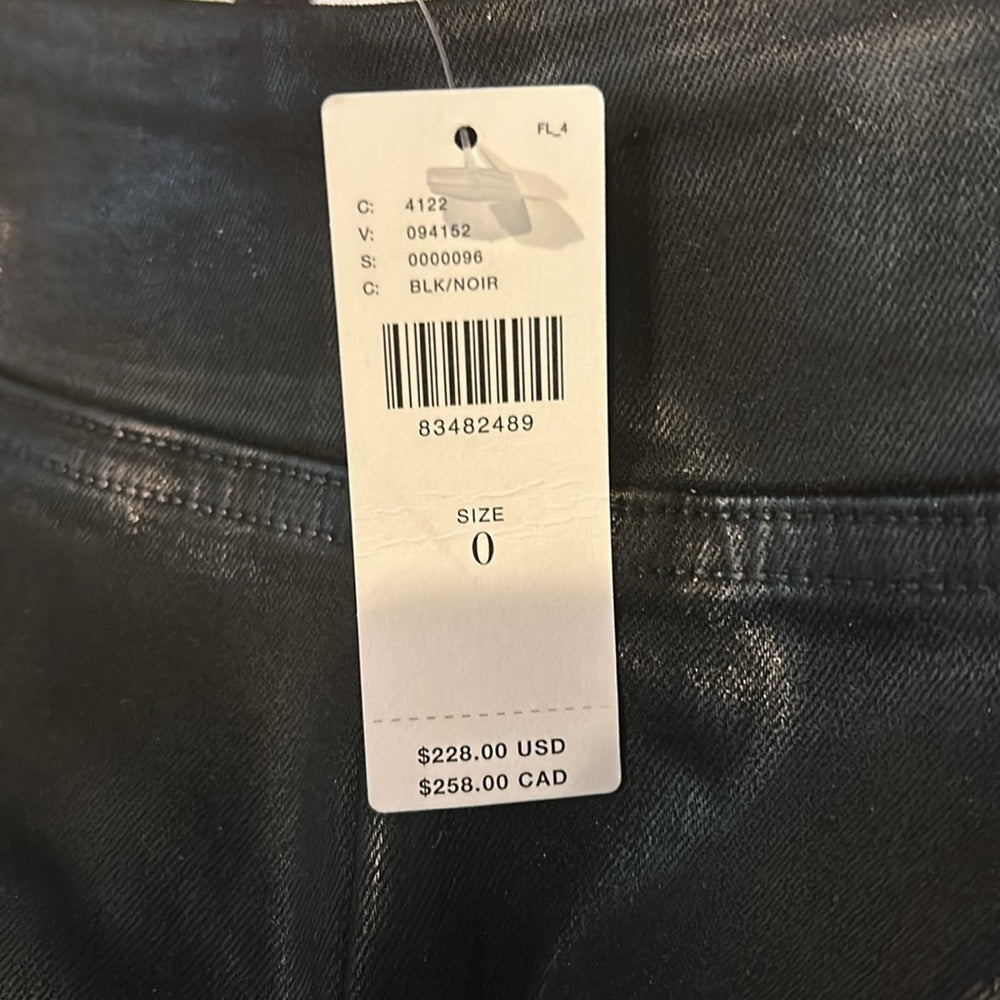 FL_4
C: 4122
V: 094152
S: 0000096
C: BLK/NOIR
83482489
SIZE
0
$228.00 USD
$258.00 CAD